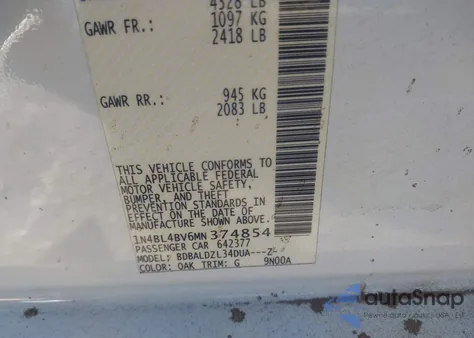 4528 LB
GAWR FR.: 1097 KG
2418 LB
GAWR RR.: 945 KG
2083 LB
THIS VEHICLE CONFORMS TO
ALL APPLICABLE FEDERAL
MOTOR VEHICLE SAFETY,
BUMPER, AND THEFT
PREVENTION STANDARDS IN
EFFECT ON THE DATE OF
MANUFACTURE SHOWN ABOVE.
1N4BL4BV6MN374854
PASSENGER CAR 642377
MODEL: BDBALDZL34DUA---Z-
COLOR: QAK TRIM: G 9N00A
autoSnap